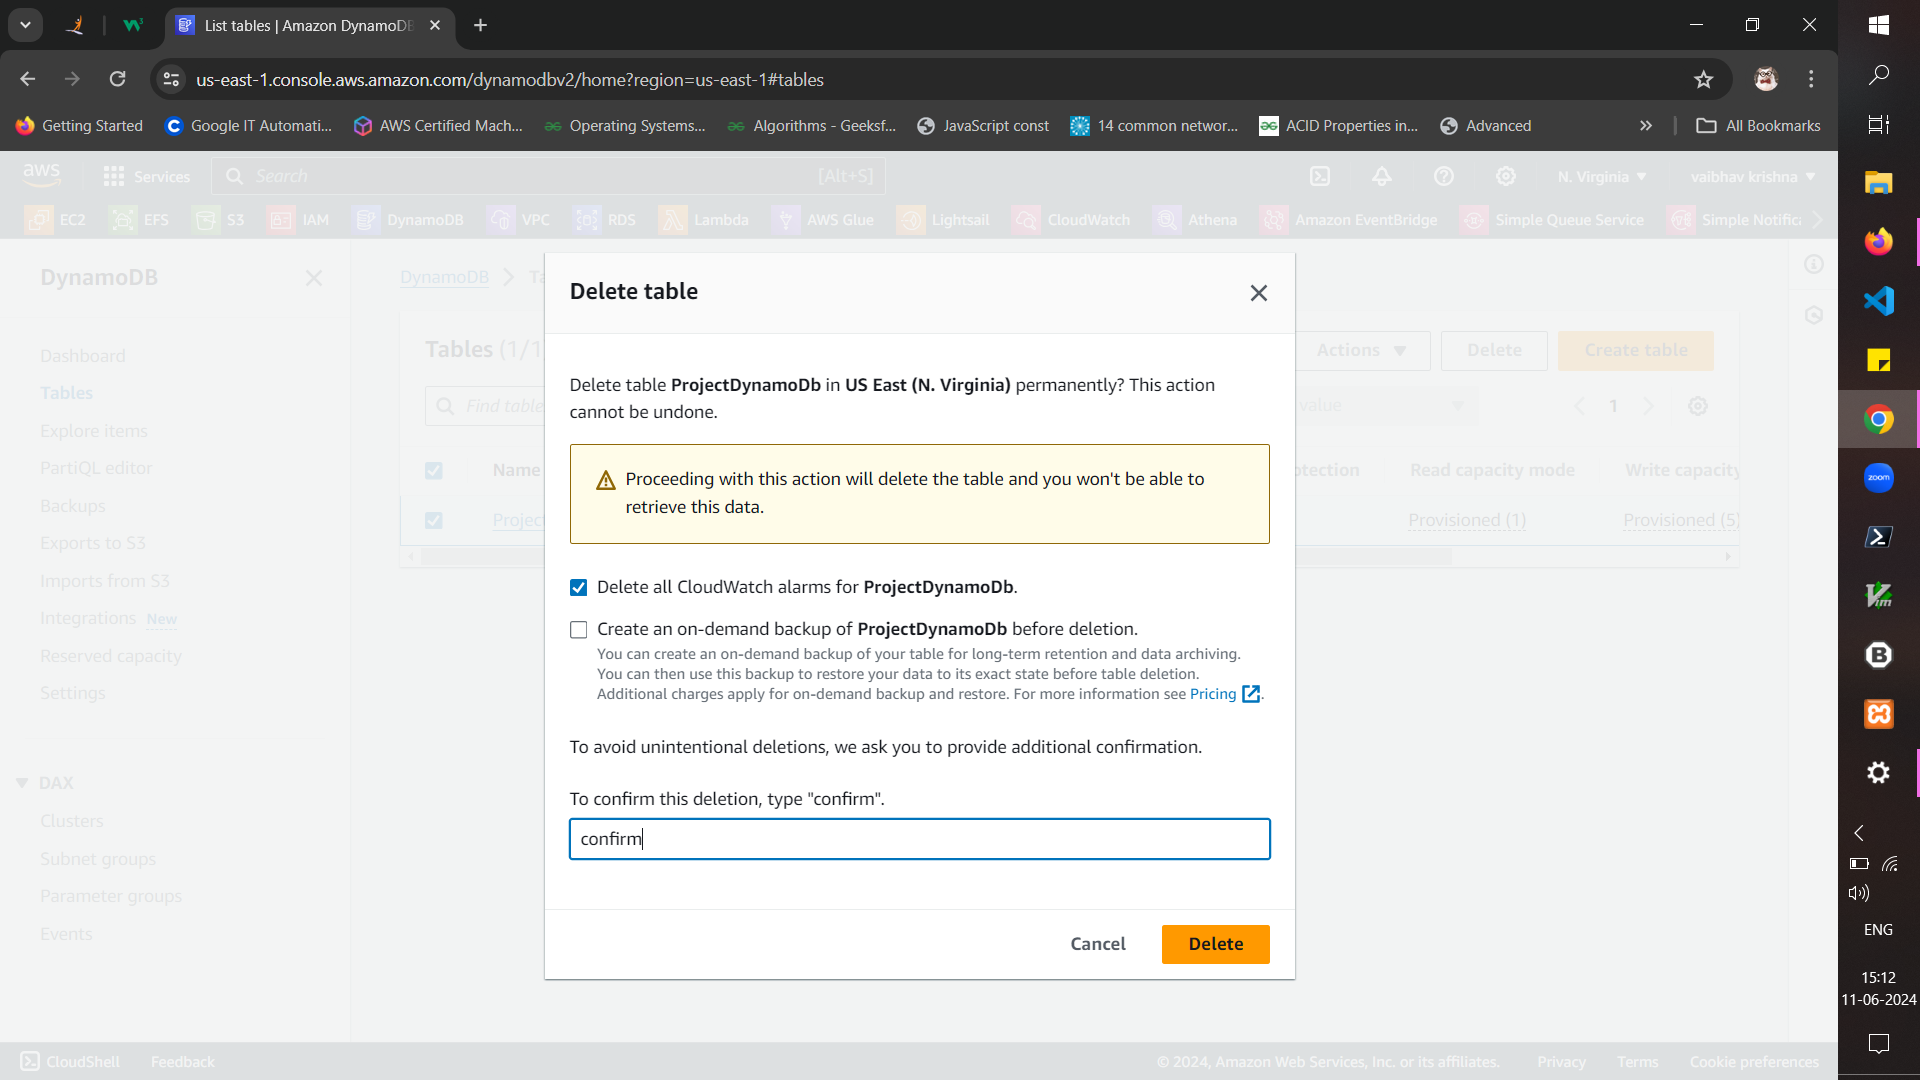 List tables | Amazon DynamoDB
us-east-1.console.aws.amazon.com/dynamodbv2/home?region=us-east-1#tables
Getting Started
Google IT Automati...
AWS Certified Mach...
Operating Systems...
Algorithms - Geeksf...
JavaScript const
14 common networ...
ACID Properties in...
Advanced
All Bookmarks
aws
Services
Search
[Alt+S]
N. Virginia
vaibhav krishna
EC2
EFS
S3
IAM
DynamoDB
VPC
RDS
Lambda
AWS Glue
Lightsail
CloudWatch
Athena
Amazon EventBridge
Simple Queue Service
Simple Notifica
DynamoDB
Dashboard
Tables
Explore items
PartiQL editor
Backups
Exports to S3
Imports from S3
Integrations New
Reserved capacity
Settings
DAX
Clusters
Subnet groups
Parameter groups
Events
DynamoDB
Ta
Tables (1/1
Actions
Delete
Create table
Find table
value
1
Name
otection
Read capacity mode
Write capacity
Project
Provisioned (1)
Provisioned (5)
Delete table
Delete table ProjectDynamoDb in US East (N. Virginia) permanently? This action
cannot be undone.
Proceeding with this action will delete the table and you won't be able to
retrieve this data.
Delete all CloudWatch alarms for ProjectDynamoDb.
Create an on-demand backup of ProjectDynamoDb before deletion.
You can create an on-demand backup of your table for long-term retention and data archiving.
You can then use this backup to restore your data to its exact state before table deletion.
Additional charges apply for on-demand backup and restore. For more information see Pricing.
To avoid unintentional deletions, we ask you to provide additional confirmation.
To confirm this deletion, type "confirm".
confirm
Cancel
Delete
CloudShell
Feedback
© 2024, Amazon Web Services, Inc. or its affiliates.
Privacy
Terms
Cookie preferences
zoom
ENG
15:12
11-06-2024